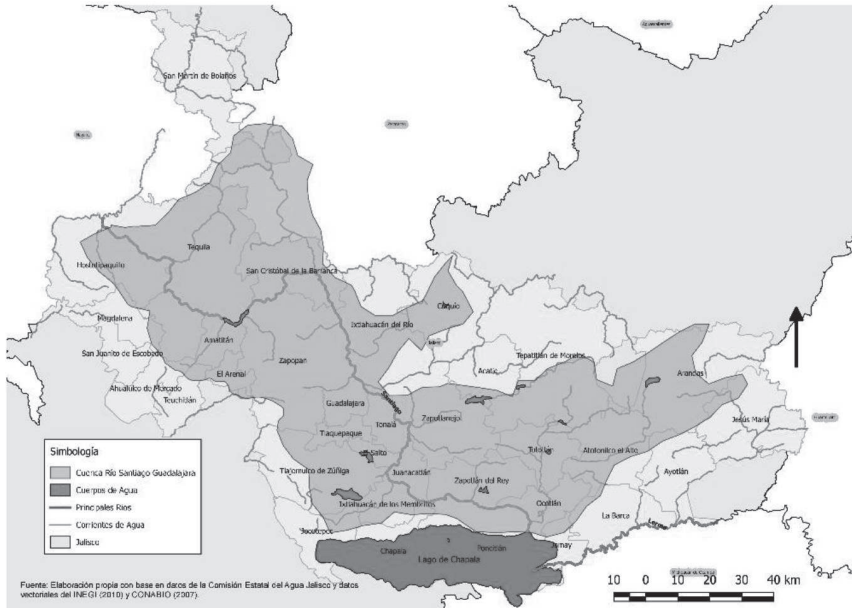 San Martín de Bolaños
Tequila
Hostotipaquillo
San Cristóbal de la Barranca
Cuquío
Ixtlahuacán del Río
Magdalena
Amatitán
San Juanito de Escobedo
Zapopan
Acatic
Tepatitlán de Morelos
El Arenal
Arandas
Ahualulco de Mercado
Teuchitlán
Guadalajara
Santiago
Zapotlanejo
Tonalá
Jesús María
Tlaquepaque
Tototlán
Atotonilco el Alto
El Salto
Tlajomulco de Zúñiga
Juanacatlán
Zapotlán del Rey
Ayotlán
Ixtlahuacán de los Membrillos
Ocotlán
La Barca
Jocotepec
Lerma
Jamay
Chapala
Poncitlán
Lago de Chapala
Simbología
Cuenca Río Santiago Guadalajara
Cuerpos de Agua
Principales Ríos
Corrientes de Agua
Jalisco
Fuente: Elaboración propia con base en datos de la Comisión Estatal del Agua Jalisco y datos
vectoriales del INEGI (2010) y CONABIO (2007).
10 0 10 20 30 40 km